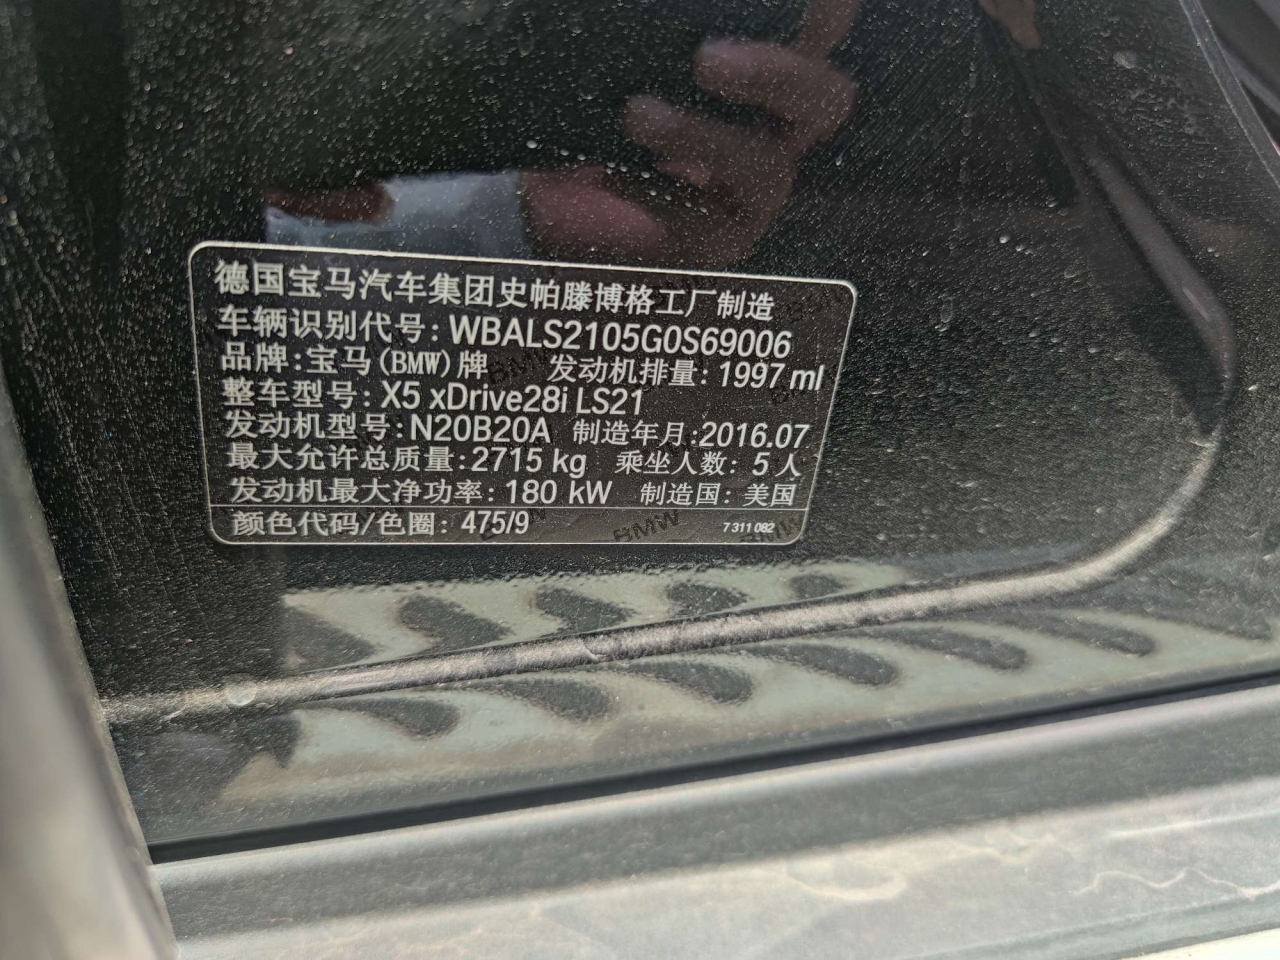 德国宝马汽车集团史帕滕博格工厂制造
车辆识别代号: WBALS2105G0S69006
品牌: 宝马(BMW)牌 发动机排量: 1997 ml
整车型号: X5 xDrive28i LS21
发动机型号: N20B20A 制造年月: 2016.07
最大允许总质量: 2715 kg 乘坐人数: 5 人
发动机最大净功率: 180 kW 制造国: 美国
颜色代码/色圈: 475/9 7 311 082